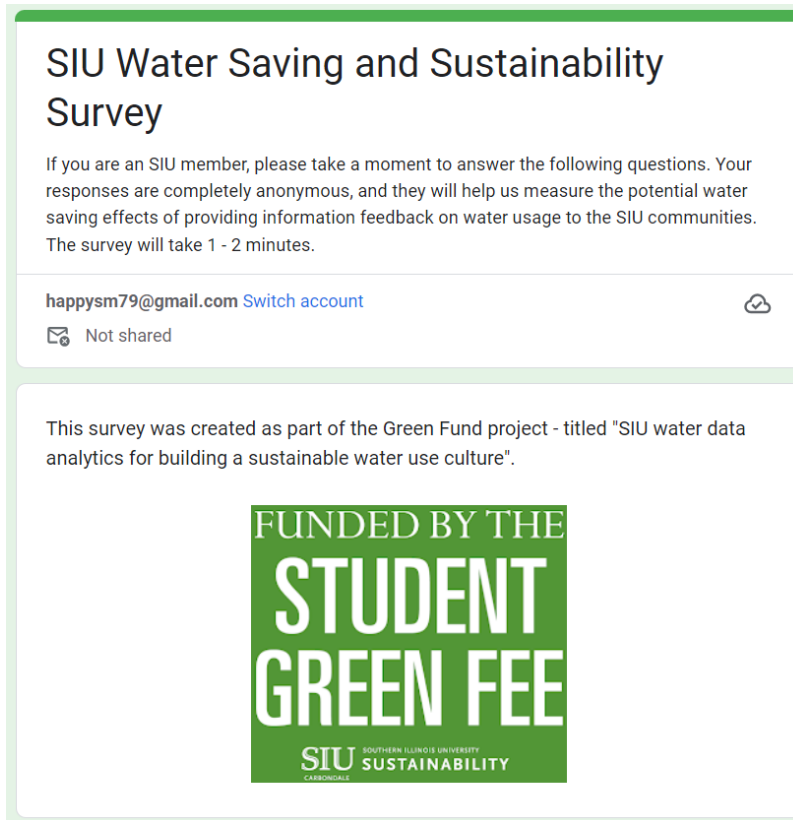 SIU Water Saving and Sustainability
Survey
If you are an SIU member, please take a moment to answer the following questions. Your
responses are completely anonymous, and they will help us measure the potential water
saving effects of providing information feedback on water usage to the SIU communities.
The survey will take 1 - 2 minutes.
happysm79@gmail.com Switch account
Not shared
This survey was created as part of the Green Fund project - titled "SIU water data
analytics for building a sustainable water use culture".
FUNDED BY THE
STUDENT
GREEN FEE
SIU SOUTHERN ILLINOIS UNIVERSITY
CARBONDALE SUSTAINABILITY